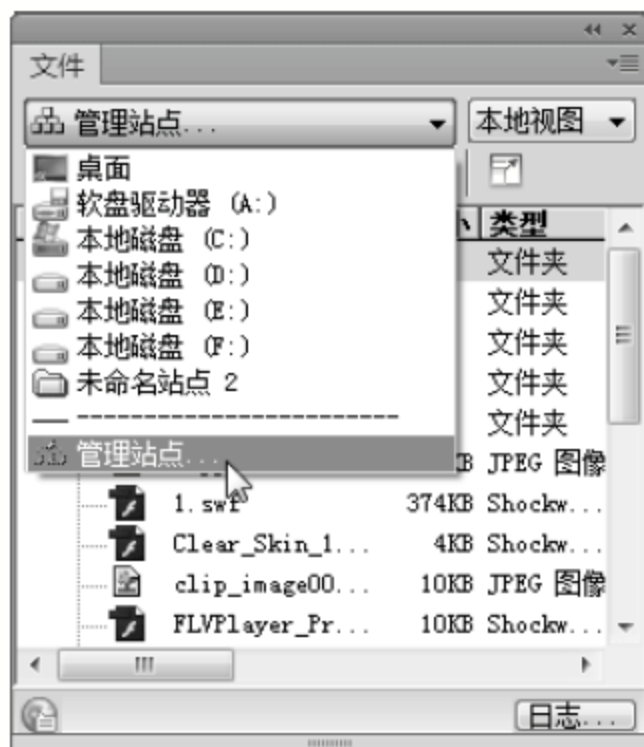 文件
管理站点... 本地视图
桌面
软盘驱动器 (A:)
本地磁盘 (C:)
本地磁盘 (D:)
本地磁盘 (E:)
本地磁盘 (F:)
未命名站点 2
管理站点...
类型
文件夹
文件夹
文件夹
文件夹
文件夹
KB JPEG 图像
1.swf 374KB Shockw...
Clear_Skin_1... 4KB Shockw...
clip_image00... 10KB JPEG 图像
FLVPlayer_Pr... 10KB Shockw...
日志...